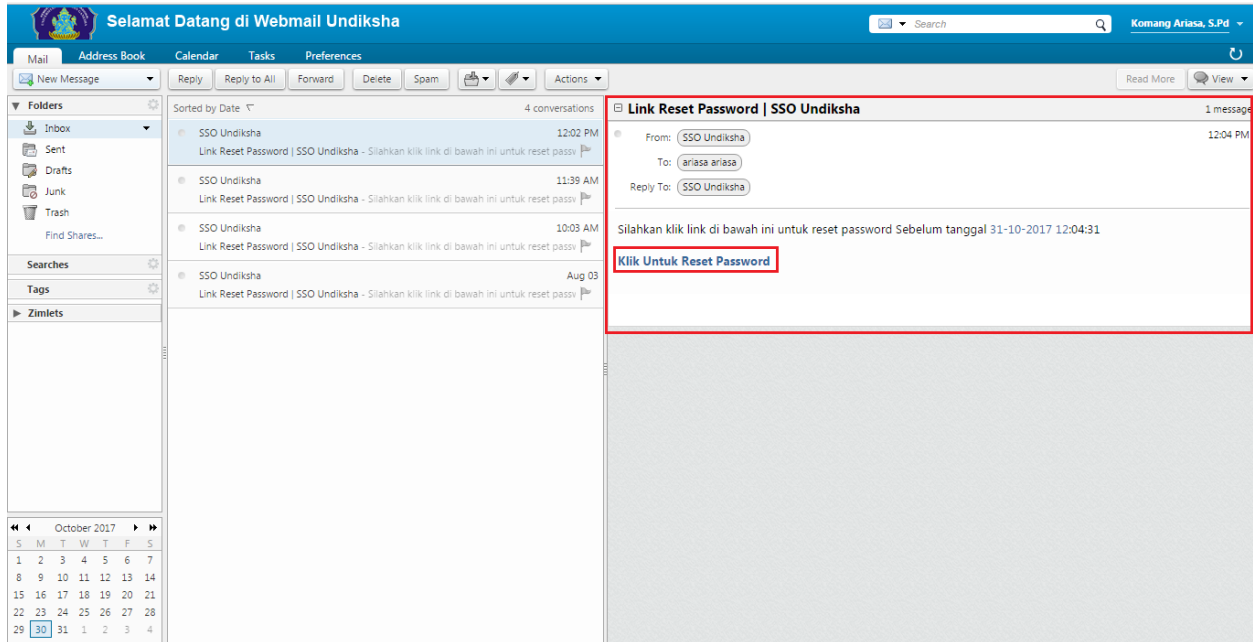 Selamat Datang di Webmail Undiksha
Search
Komang Ariasa, S.Pd
Mail Address Book Calendar Tasks Preferences
New Message Reply Reply to All Forward Delete Spam Actions Read More View
Folders
Inbox
Sent
Drafts
Junk
Trash
Find Shares...
Searches
Tags
Zimlets
October 2017
S M T W T F S
1 2 3 4 5 6 7
8 9 10 11 12 13 14
15 16 17 18 19 20 21
22 23 24 25 26 27 28
29 30 31 1 2 3 4
Sorted by Date 4 conversations
SSO Undiksha 12:02 PM
Link Reset Password | SSO Undiksha - Silahkan klik link di bawah ini untuk reset passv
SSO Undiksha 11:39 AM
Link Reset Password | SSO Undiksha - Silahkan klik link di bawah ini untuk reset passv
SSO Undiksha 10:03 AM
Link Reset Password | SSO Undiksha - Silahkan klik link di bawah ini untuk reset passv
SSO Undiksha Aug 03
Link Reset Password | SSO Undiksha - Silahkan klik link di bawah ini untuk reset passv
Link Reset Password | SSO Undiksha 1 message
From: SSO Undiksha 12:04 PM
To: ariasa ariasa
Reply To: SSO Undiksha
Silahkan klik link di bawah ini untuk reset password Sebelum tanggal 31-10-2017 12:04:31
Klik Untuk Reset Password